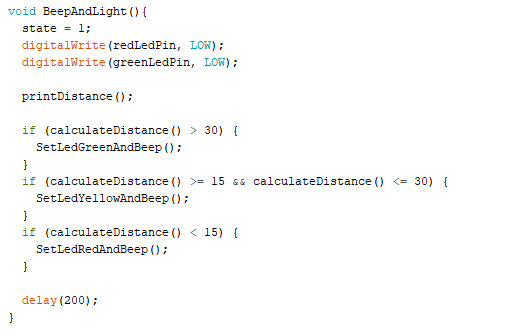 void BeepAndLight(){
  state = 1;
  digitalWrite(redLedPin, LOW);
  digitalWrite(greenLedPin, LOW);

  printDistance();

  if (calculateDistance() > 30) {
    SetLedGreenAndBeep();
  }
  if (calculateDistance() >= 15 && calculateDistance() <= 30) {
    SetLedYellowAndBeep();
  }
  if (calculateDistance() < 15) {
    SetLedRedAndBeep();
  }

  delay(200);
}